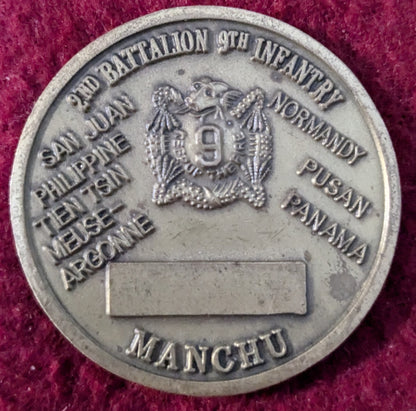 2ND BATTALION 9TH INFANTRY
SAN JUAN
PHILIPPINE
TIEN TSIN
MEUSE-
ARGONNE
9
NORMANDY
PUSAN
PANAMA
MANCHU